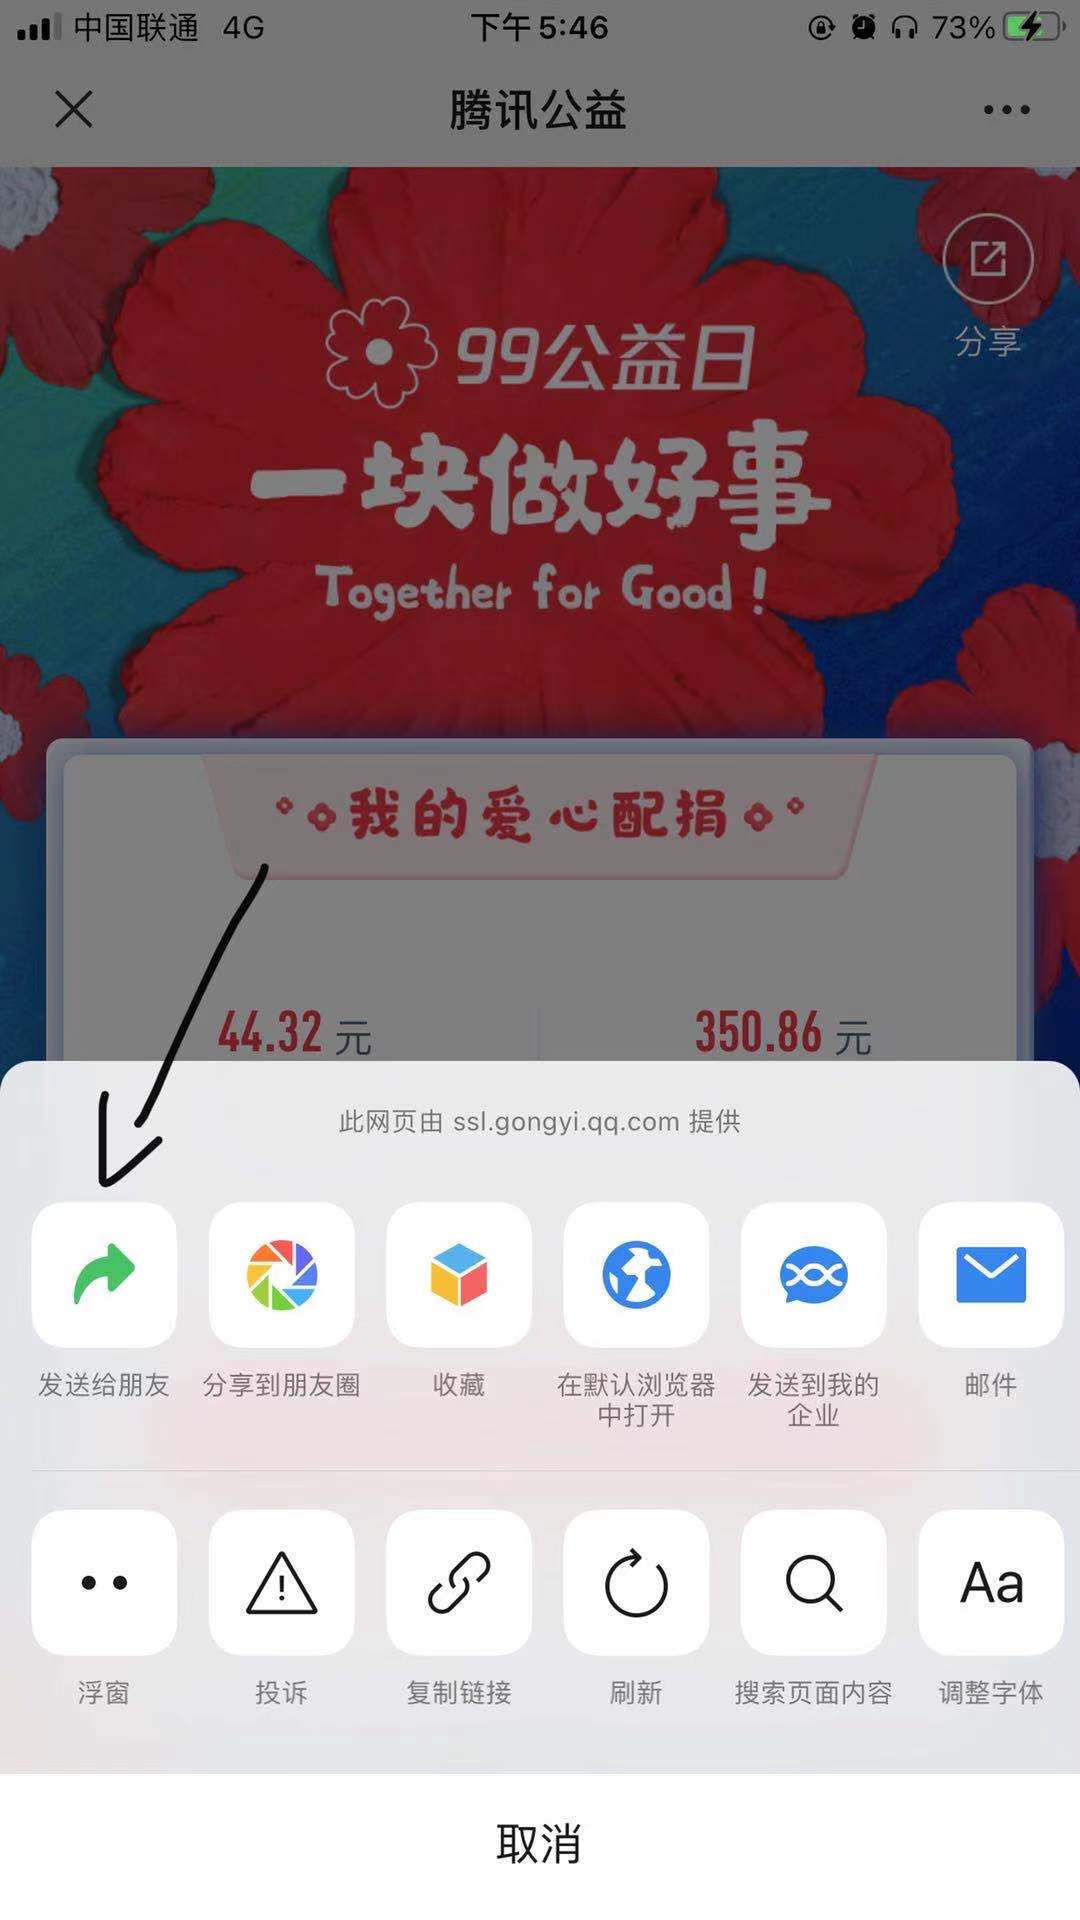 中国联通 4G 下午5:46 73%
腾讯公益
分享
99公益日
一块做好事
Together for Good！
我的爱心配捐
44.32 元 350.86 元
此网页由 ssl.gongyi.qq.com 提供
发送给朋友 分享到朋友圈 收藏 在默认浏览器 发送到我的 邮件
中打开 企业
Aa
浮窗 投诉 复制链接 刷新 搜索页面内容 调整字体
取消